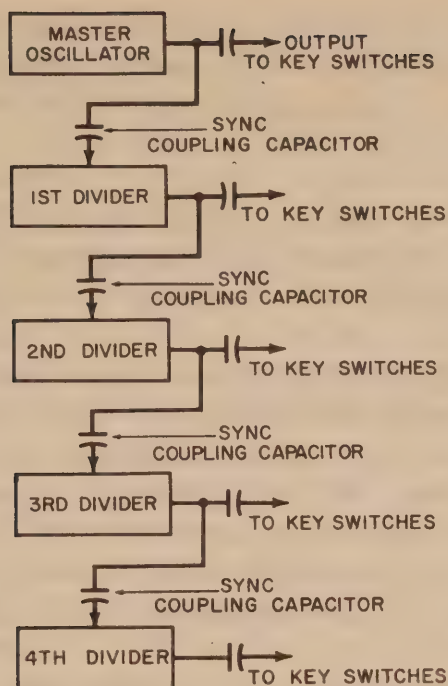 MASTER
OSCILLATOR
OUTPUT
TO KEY SWITCHES
SYNC
COUPLING CAPACITOR
1ST DIVIDER
TO KEY SWITCHES
SYNC
COUPLING CAPACITOR
2ND DIVIDER
TO KEY SWITCHES
SYNC
COUPLING CAPACITOR
3RD DIVIDER
TO KEY SWITCHES
SYNC
COUPLING CAPACITOR
4TH DIVIDER
TO KEY SWITCHES